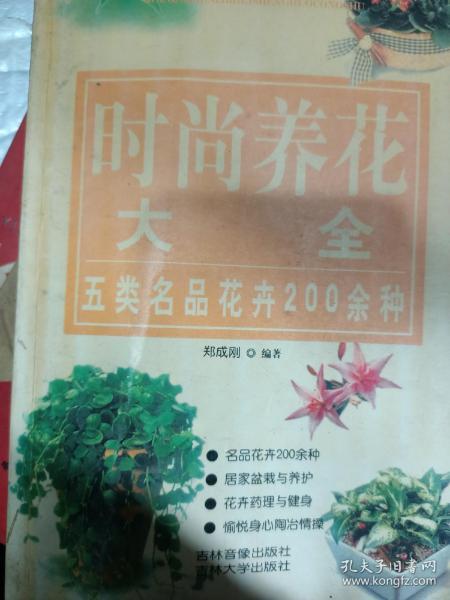 时尚养花
大全
五类名品花卉200余种
郑成刚 ◎ 编著
● 名品花卉200余种
● 居家盆栽与养护
● 花卉药理与健身
● 愉悦身心陶冶情操
吉林音像出版社
吉林大学出版社
孔夫子旧书网
kongfz.com